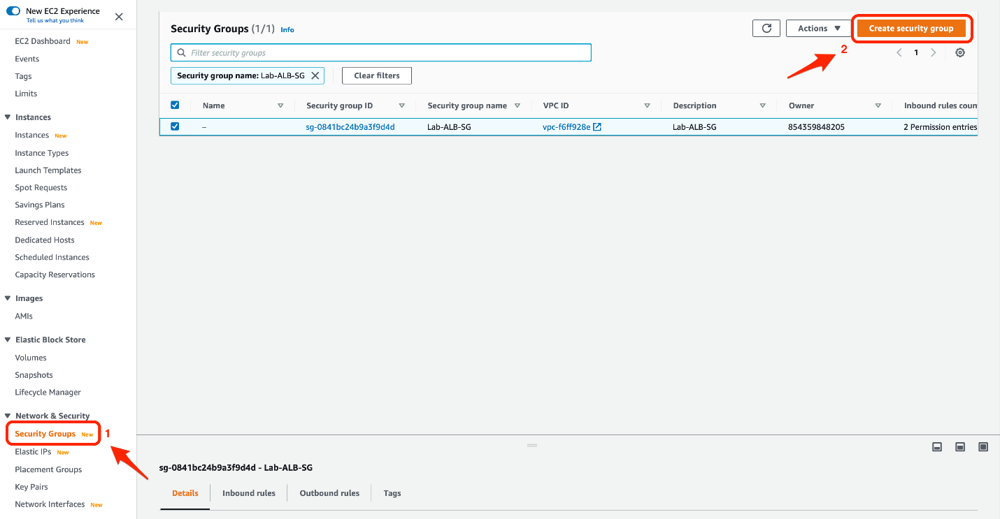 New EC2 Experience
Tell us what you think
EC2 Dashboard New
Events
Tags
Limits
Instances
Instances New
Instance Types
Launch Templates
Spot Requests
Savings Plans
Reserved Instances New
Dedicated Hosts
Scheduled Instances
Capacity Reservations
Images
AMIs
Elastic Block Store
Volumes
Snapshots
Lifecycle Manager
Network & Security
Security Groups New 1
Elastic IPs New
Placement Groups
Key Pairs
Network Interfaces New
Security Groups (1/1) Info
Actions Create security group
2
Filter security groups
1
Security group name: Lab-ALB-SG Clear filters
Name Security group ID Security group name VPC ID Description Owner Inbound rules coun
– sg-0841bc24b9a3f9d4d Lab-ALB-SG vpc-f6ff928e Lab-ALB-SG 854359848205 2 Permission entries
sg-0841bc24b9a3f9d4d - Lab-ALB-SG
Details Inbound rules Outbound rules Tags